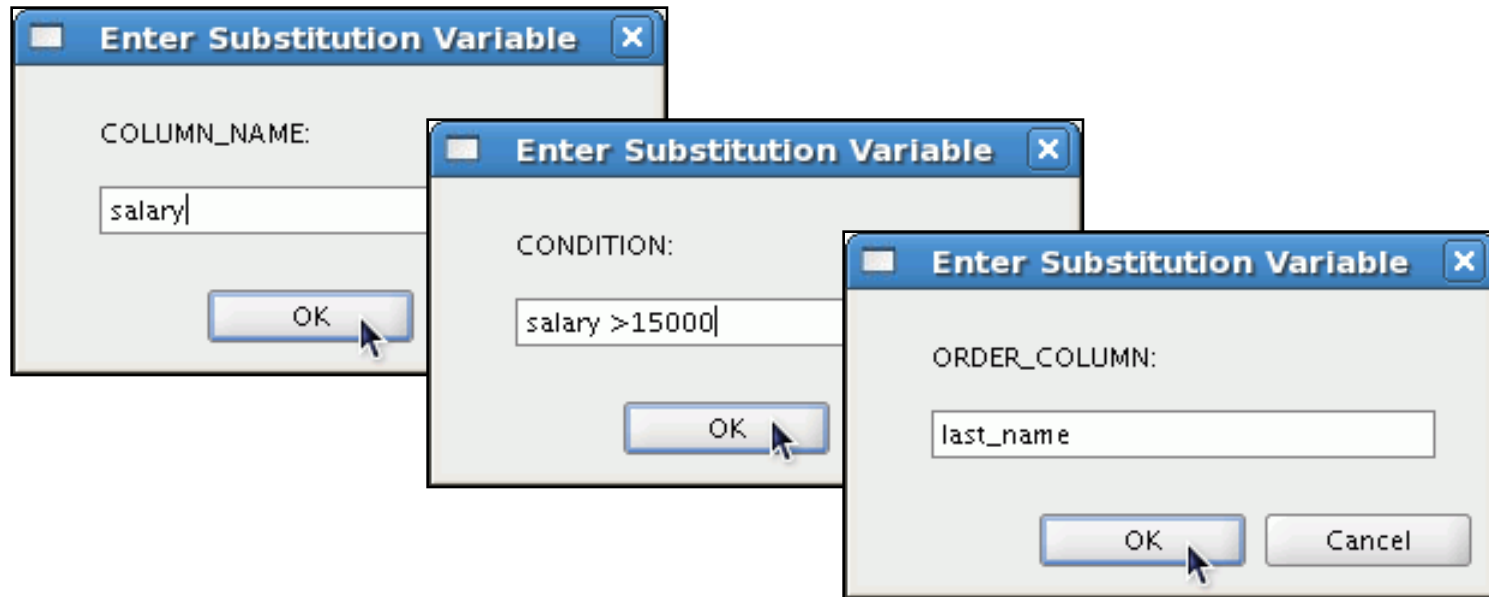 Enter Substitution Variable
COLUMN_NAME:
salary
OK
Enter Substitution Variable
CONDITION:
salary >15000
OK
Enter Substitution Variable
ORDER_COLUMN:
last_name
OK Cancel